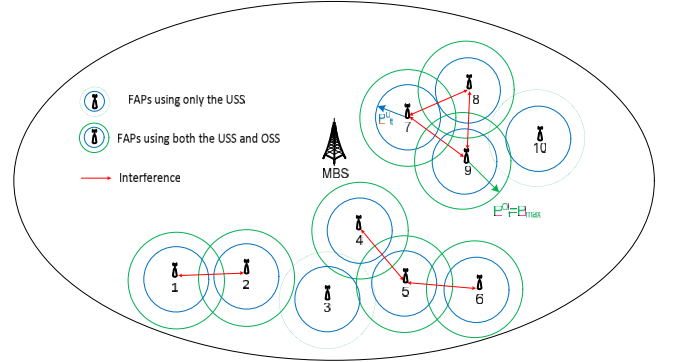 FAPs using only the USS
FAPs using both the USS and OSS
Interference
MBS
7
8
9
10
1
2
3
4
5
6